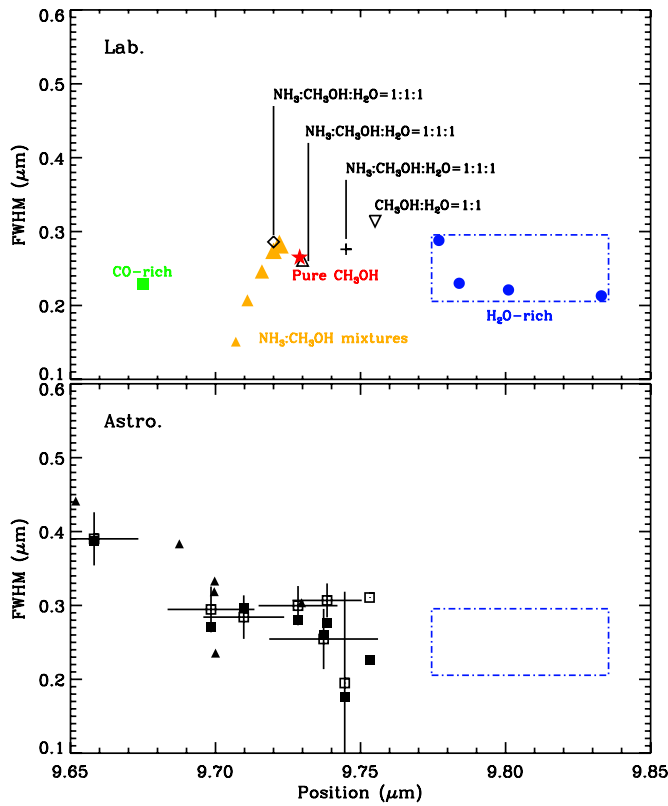 0.6
Lab.
0.5
NH₃:CH₃OH:H₂O=1:1:1
NH₃:CH₃OH:H₂O=1:1:1
0.4
NH₃:CH₃OH:H₂O=1:1:1
CH₃OH:H₂O=1:1
FWHM (μm)
0.3
CO-rich
Pure CH₃OH
0.2
H₂O-rich
NH₃:CH₃OH mixtures
0.1
0.6
Astro.
0.5
0.4
FWHM (μm)
0.3
0.2
0.1
9.65 9.70 9.75 9.80 9.85
Position (μm)